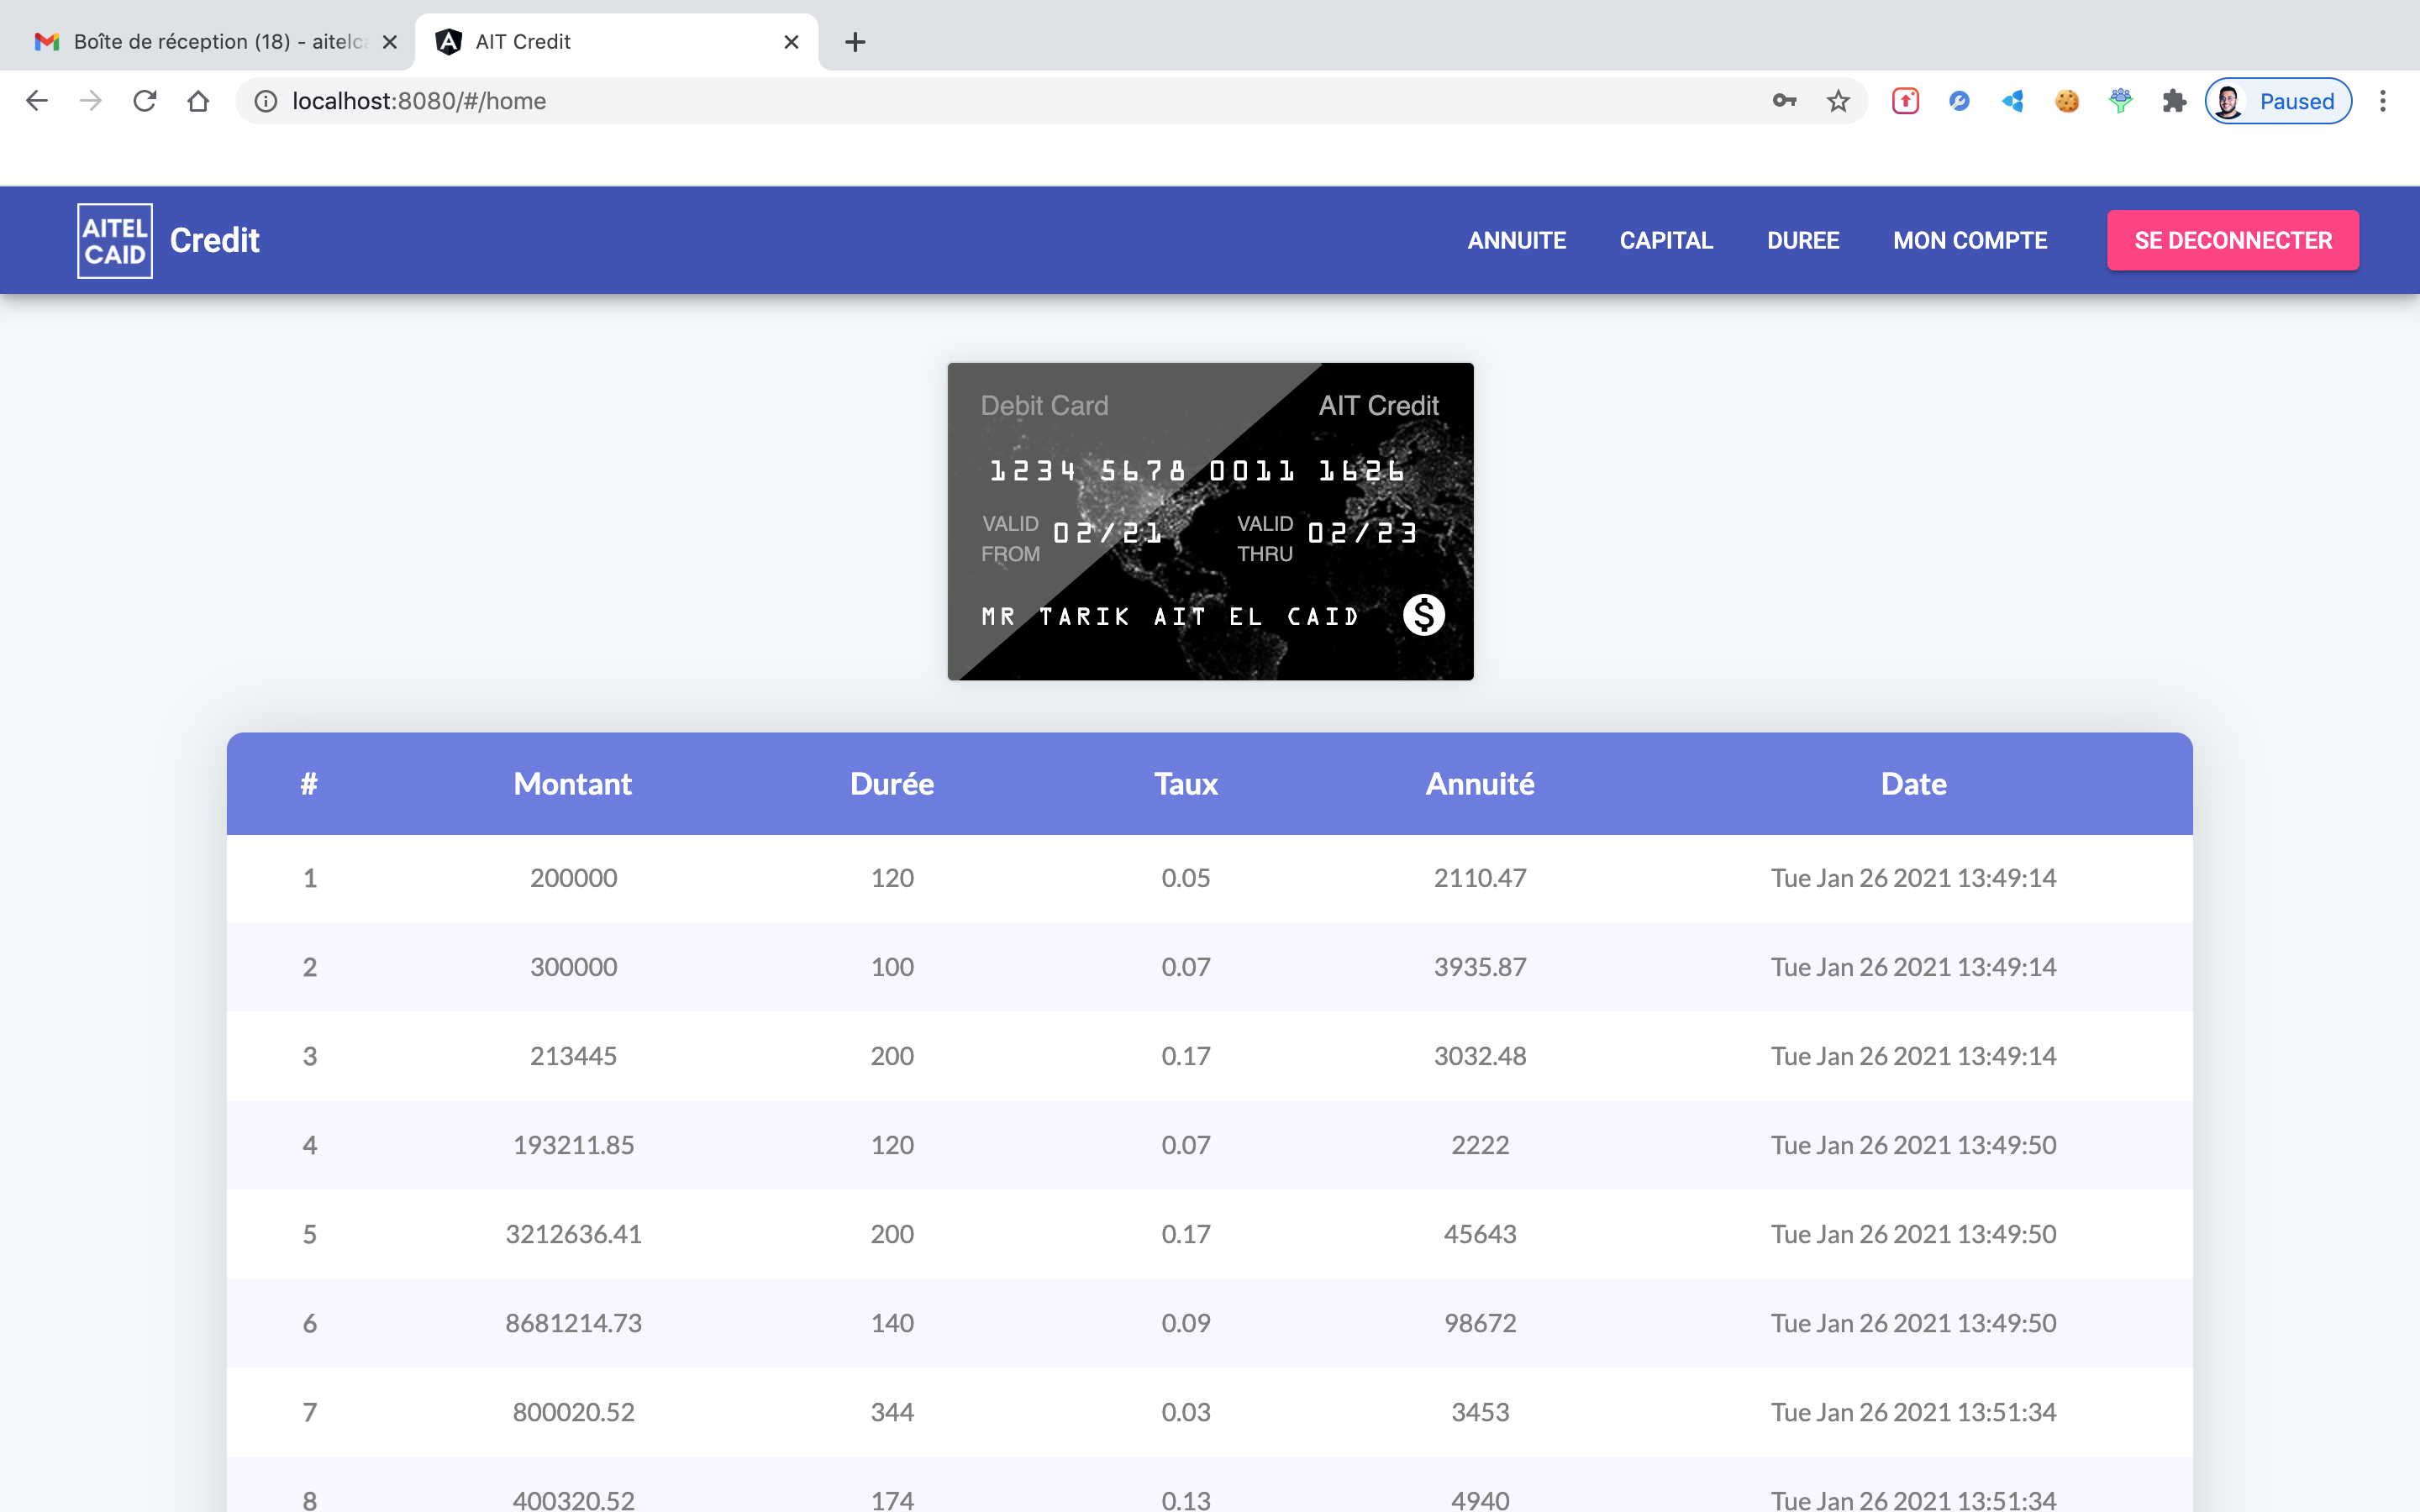 Boîte de réception (18) - aitelca
AIT Credit
localhost:8080/#/home
Paused
AITEL
CAID
Credit
ANNUITE
CAPITAL
DUREE
MON COMPTE
SE DECONNECTER
Debit Card
AIT Credit
1234 5678 0011 1626
VALID FROM 02/21
VALID THRU 02/23
MR TARIK AIT EL CAID
# Montant Durée Taux Annuité Date
1 200000 120 0.05 2110.47 Tue Jan 26 2021 13:49:14
2 300000 100 0.07 3935.87 Tue Jan 26 2021 13:49:14
3 213445 200 0.17 3032.48 Tue Jan 26 2021 13:49:14
4 193211.85 120 0.07 2222 Tue Jan 26 2021 13:49:50
5 3212636.41 200 0.17 45643 Tue Jan 26 2021 13:49:50
6 8681214.73 140 0.09 98672 Tue Jan 26 2021 13:49:50
7 800020.52 344 0.03 3453 Tue Jan 26 2021 13:51:34
8 400320.52 174 0.13 4940 Tue Jan 26 2021 13:51:34